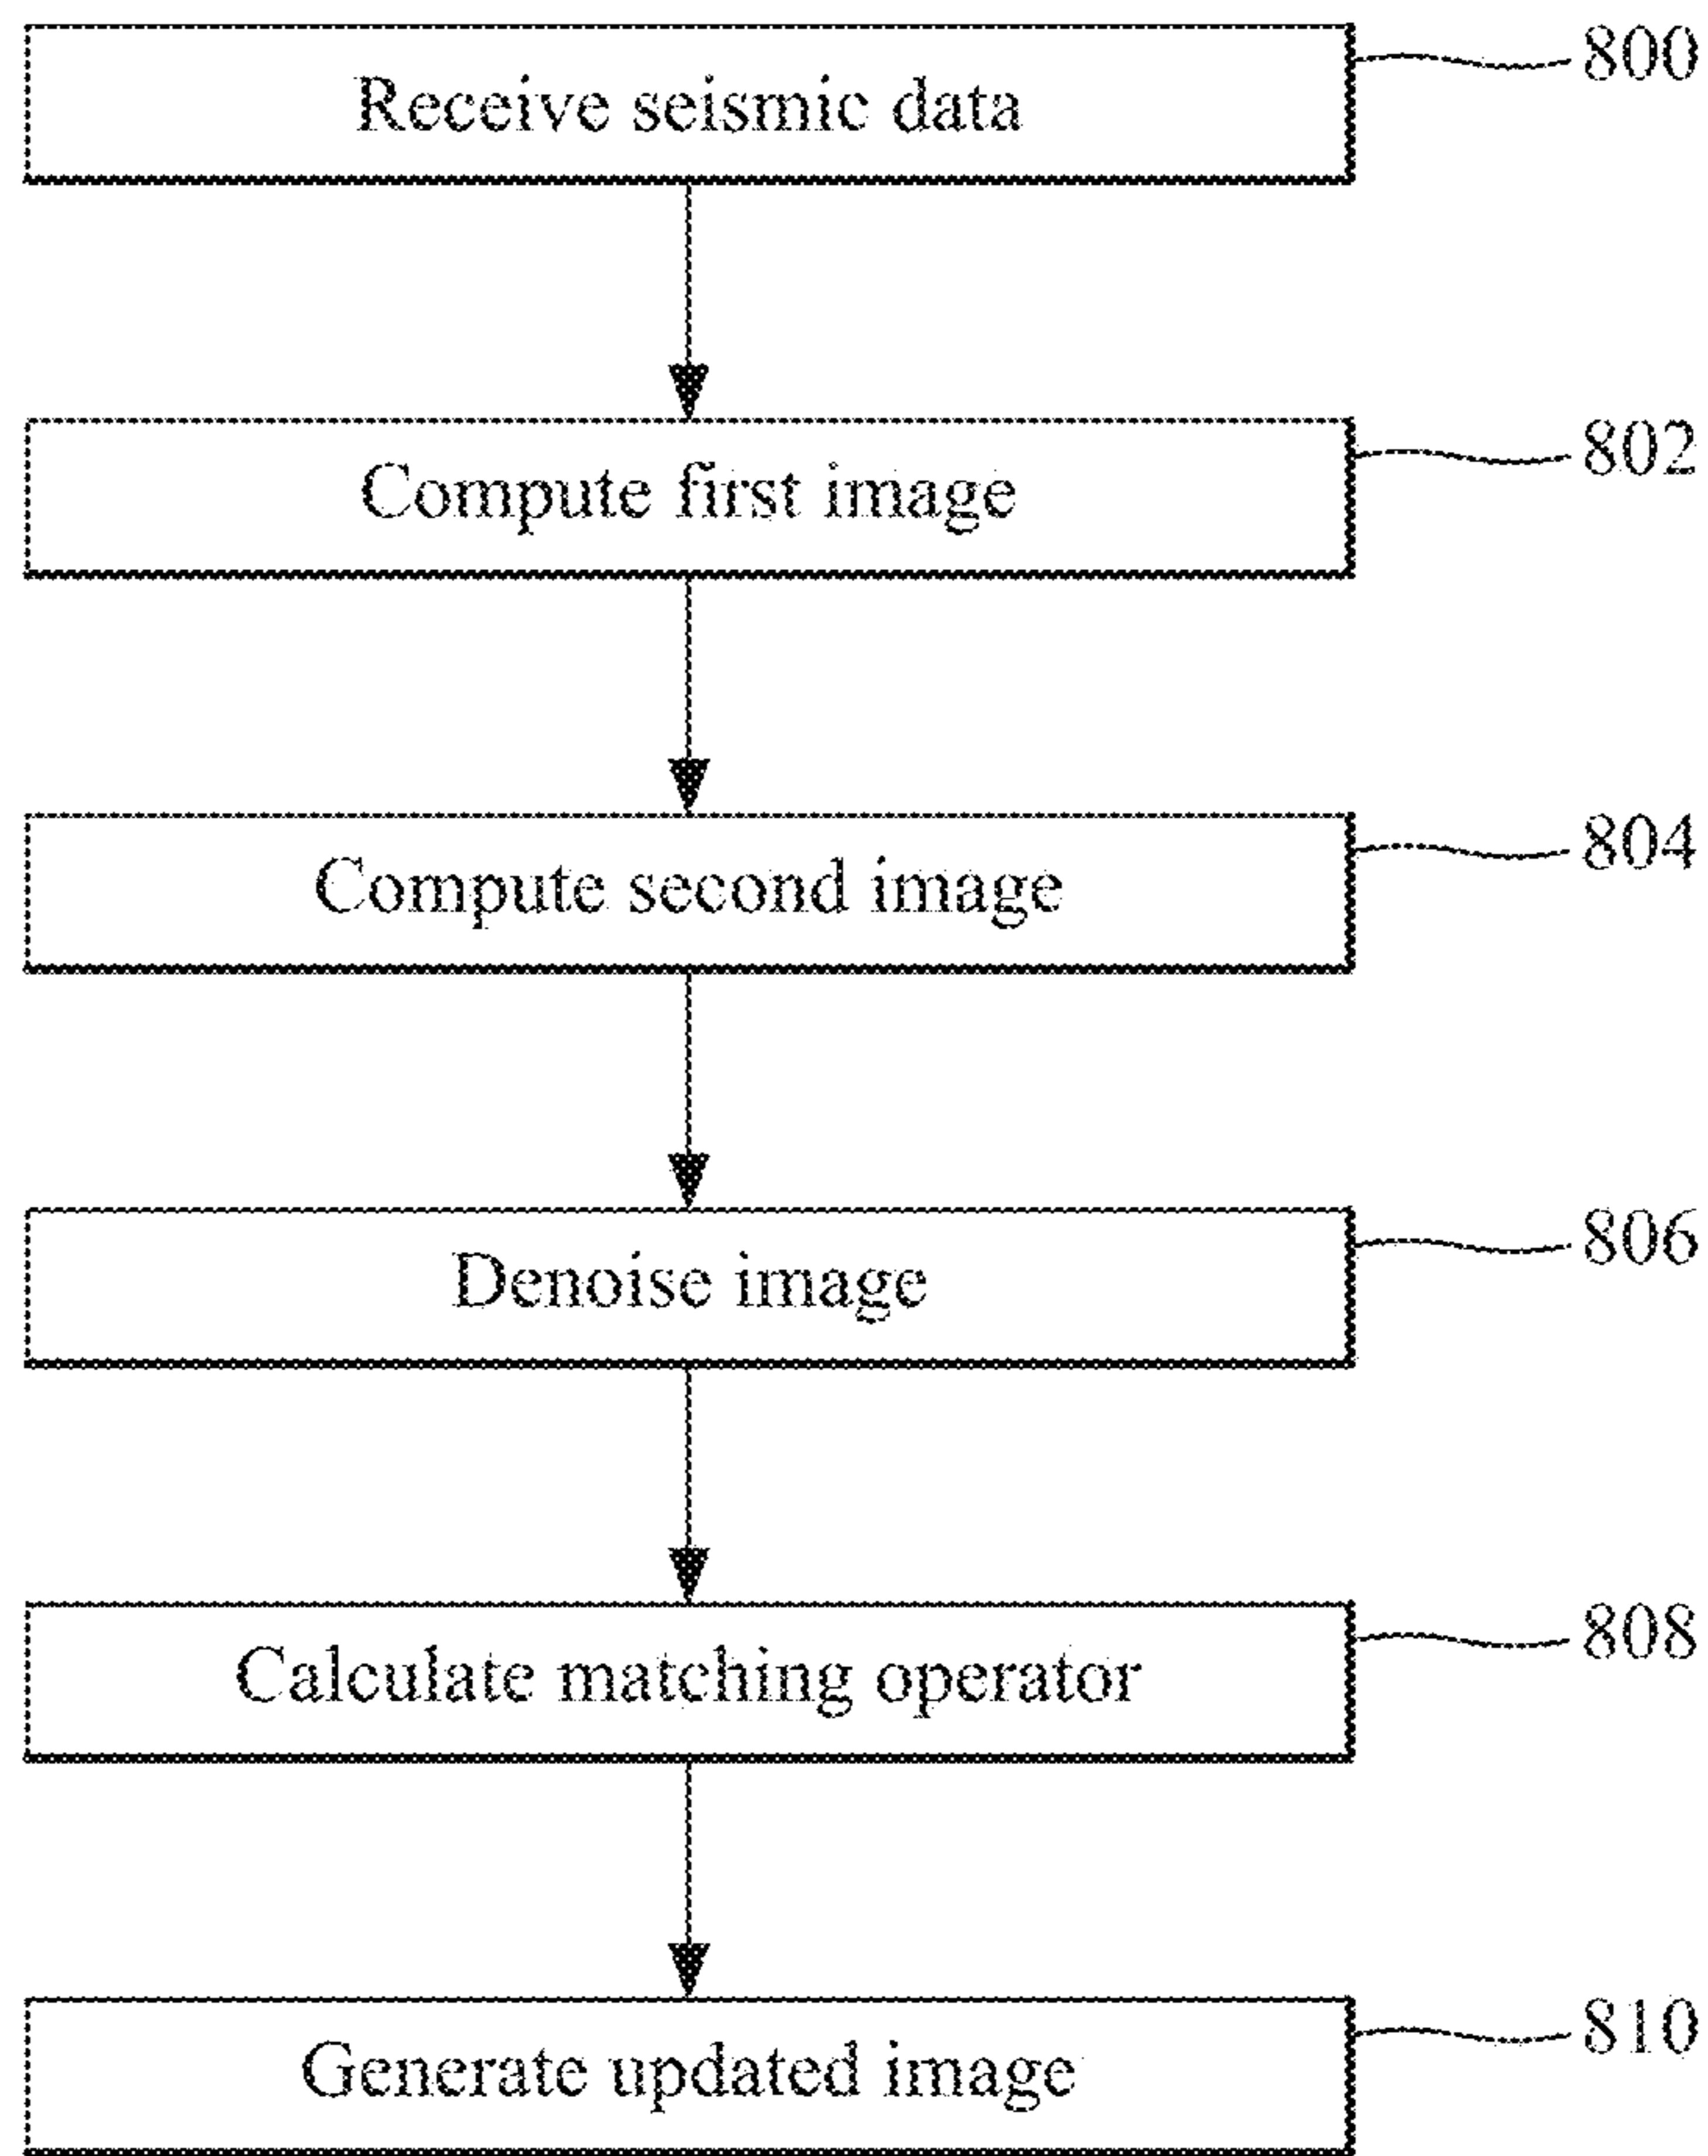 Receive seismic data 800
Compute first image 802
Compute second image 804
Denoise image 806
Calculate matching operator 808
Generate updated image 810